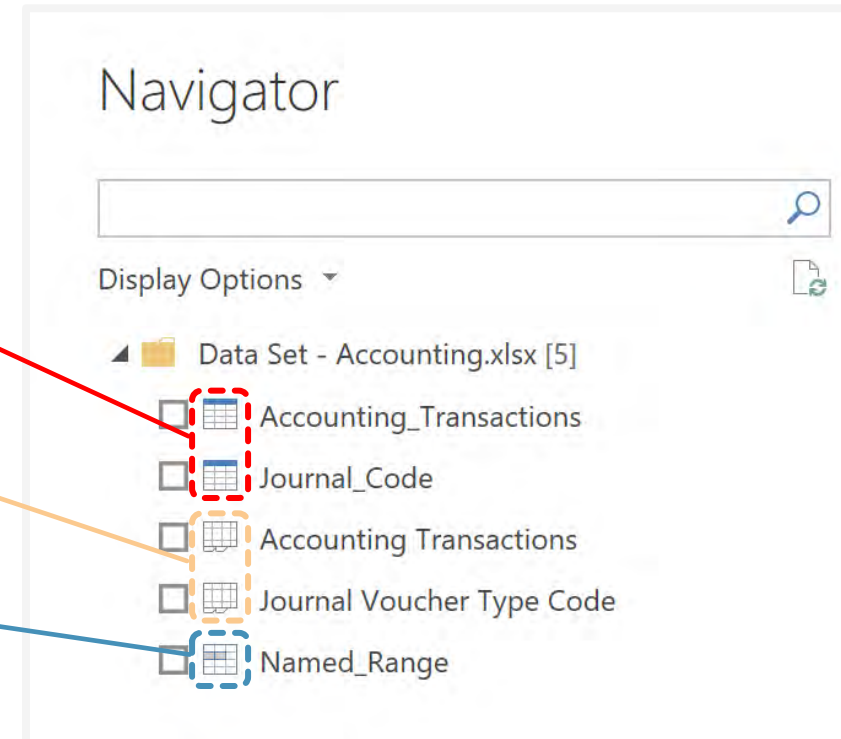 Navigator
Display Options
Data Set - Accounting.xlsx [5]
Accounting_Transactions
Journal_Code
Accounting Transactions
Journal Voucher Type Code
Named_Range